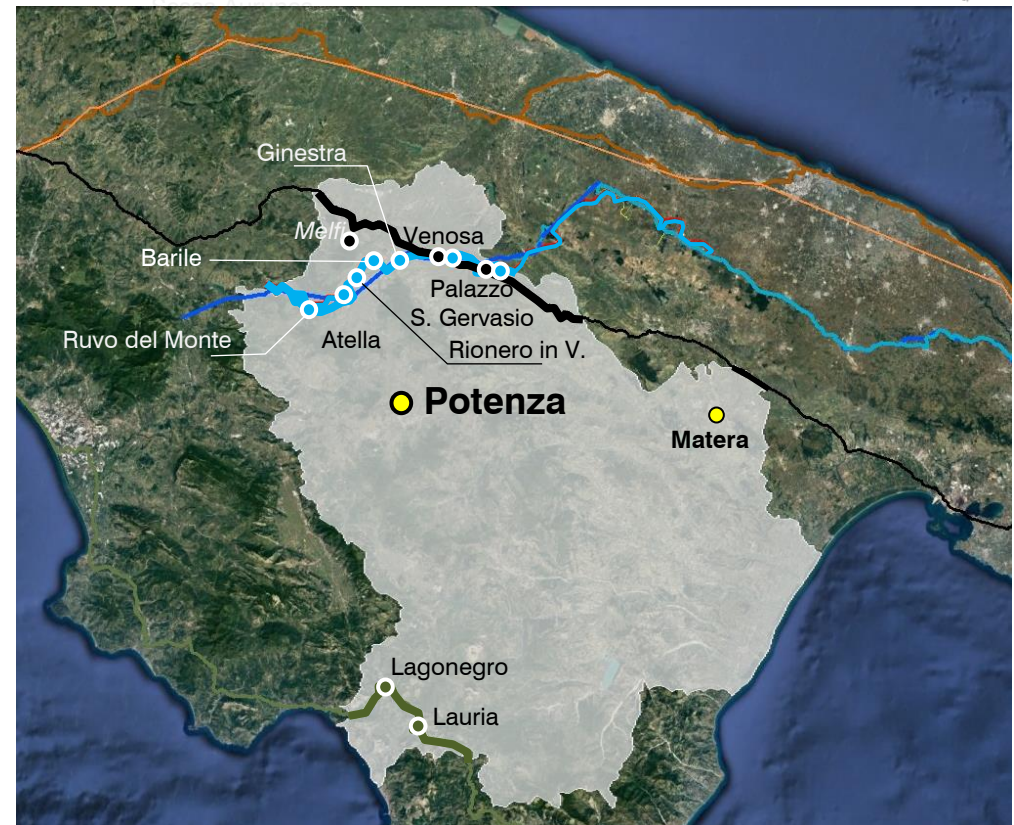 Ginestra
Melfi
Venosa
Barile
Palazzo
S. Gervasio
Ruvo del Monte
Atella
Rionero in V.
Potenza
Matera
Lagonegro
Lauria